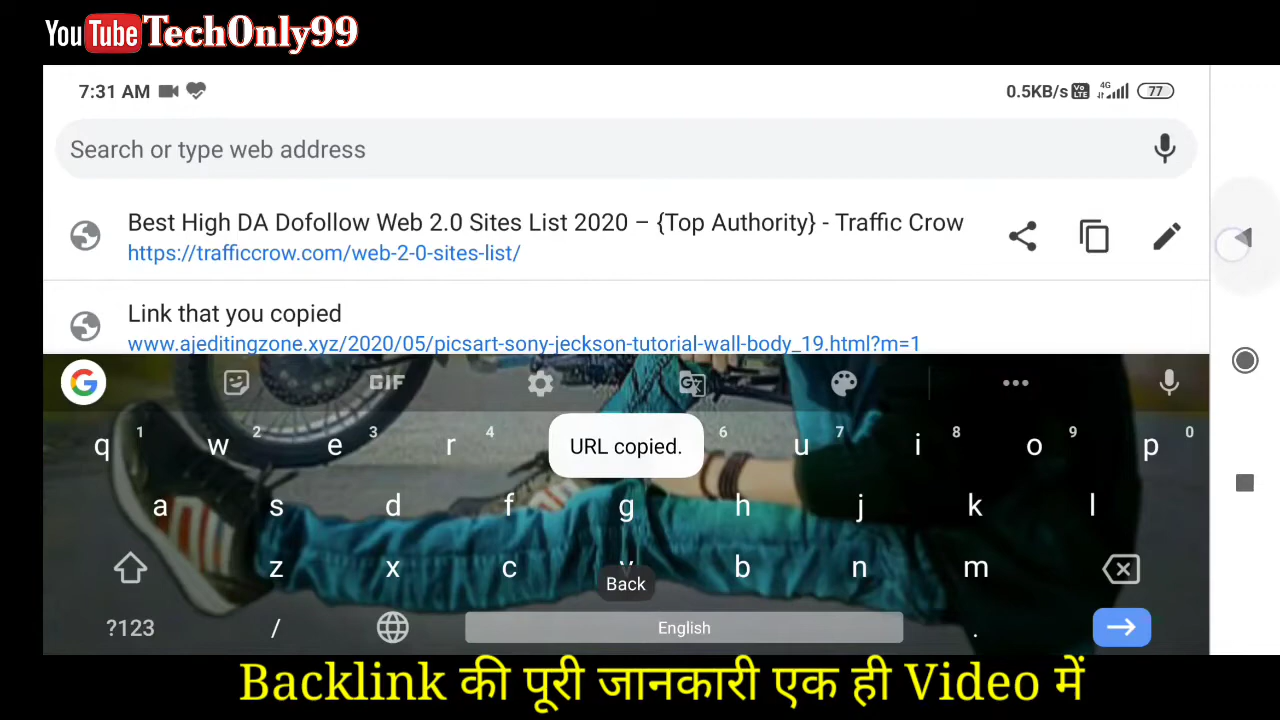 YouTube TechOnly99
7:31 AM 0.5KB/s Vo LTE 4G 77
Search or type web address
Best High DA Dofollow Web 2.0 Sites List 2020 – {Top Authority} - Traffic Crow
https://trafficcrow.com/web-2-0-sites-list/
Link that you copied
www.ajeditingzone.xyz/2020/05/picsart-sony-jeckson-tutorial-wall-body_19.html?m=1
G GIF G
q 1 w 2 e 3 r 4 URL copied. 6 u 7 i 8 o 9 p 0
a s d f g h j k l
z x c v b n m
Back
?123 / English .
Backlink की पूरी जानकारी एक ही Video में